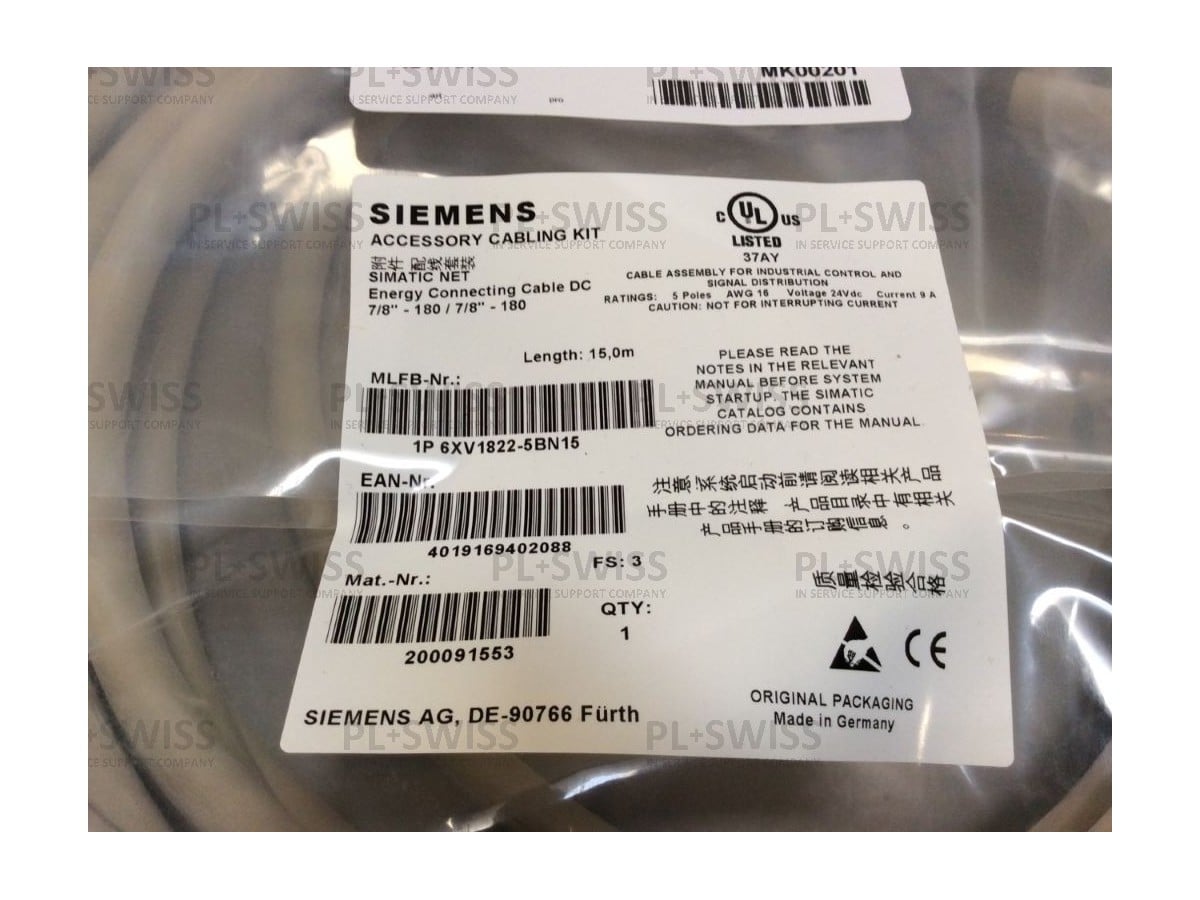 MK00201
pro
SIEMENS
ACCESSORY CABLING KIT
附件 配线套装
SIMATIC NET
Energy Connecting Cable DC
7/8" - 180 / 7/8" - 180
Length: 15,0m
MLFB-Nr.:
1P 6XV1822-5BN15
EAN-Nr.
4019169402088
FS: 3
Mat.-Nr.:
QTY:
1
200091553
SIEMENS AG, DE-90766 Fürth
C UL US
LISTED
37AY
CABLE ASSEMBLY FOR INDUSTRIAL CONTROL AND
SIGNAL DISTRIBUTION
RATINGS: 5 Poles AWG 16 Voltage 24Vdc Current 9 A
CAUTION: NOT FOR INTERRUPTING CURRENT
PLEASE READ THE
NOTES IN THE RELEVANT
MANUAL BEFORE SYSTEM
STARTUP. THE SIMATIC
CATALOG CONTAINS
ORDERING DATA FOR THE MANUAL.
注意系统启动前请阅读相关产品
手册中的注释 产品目录中有相关
产品手册的订购信息。
质量检验合格
CE
ORIGINAL PACKAGING
Made in Germany
PL+SWISS
IN SERVICE SUPPORT COMPANY